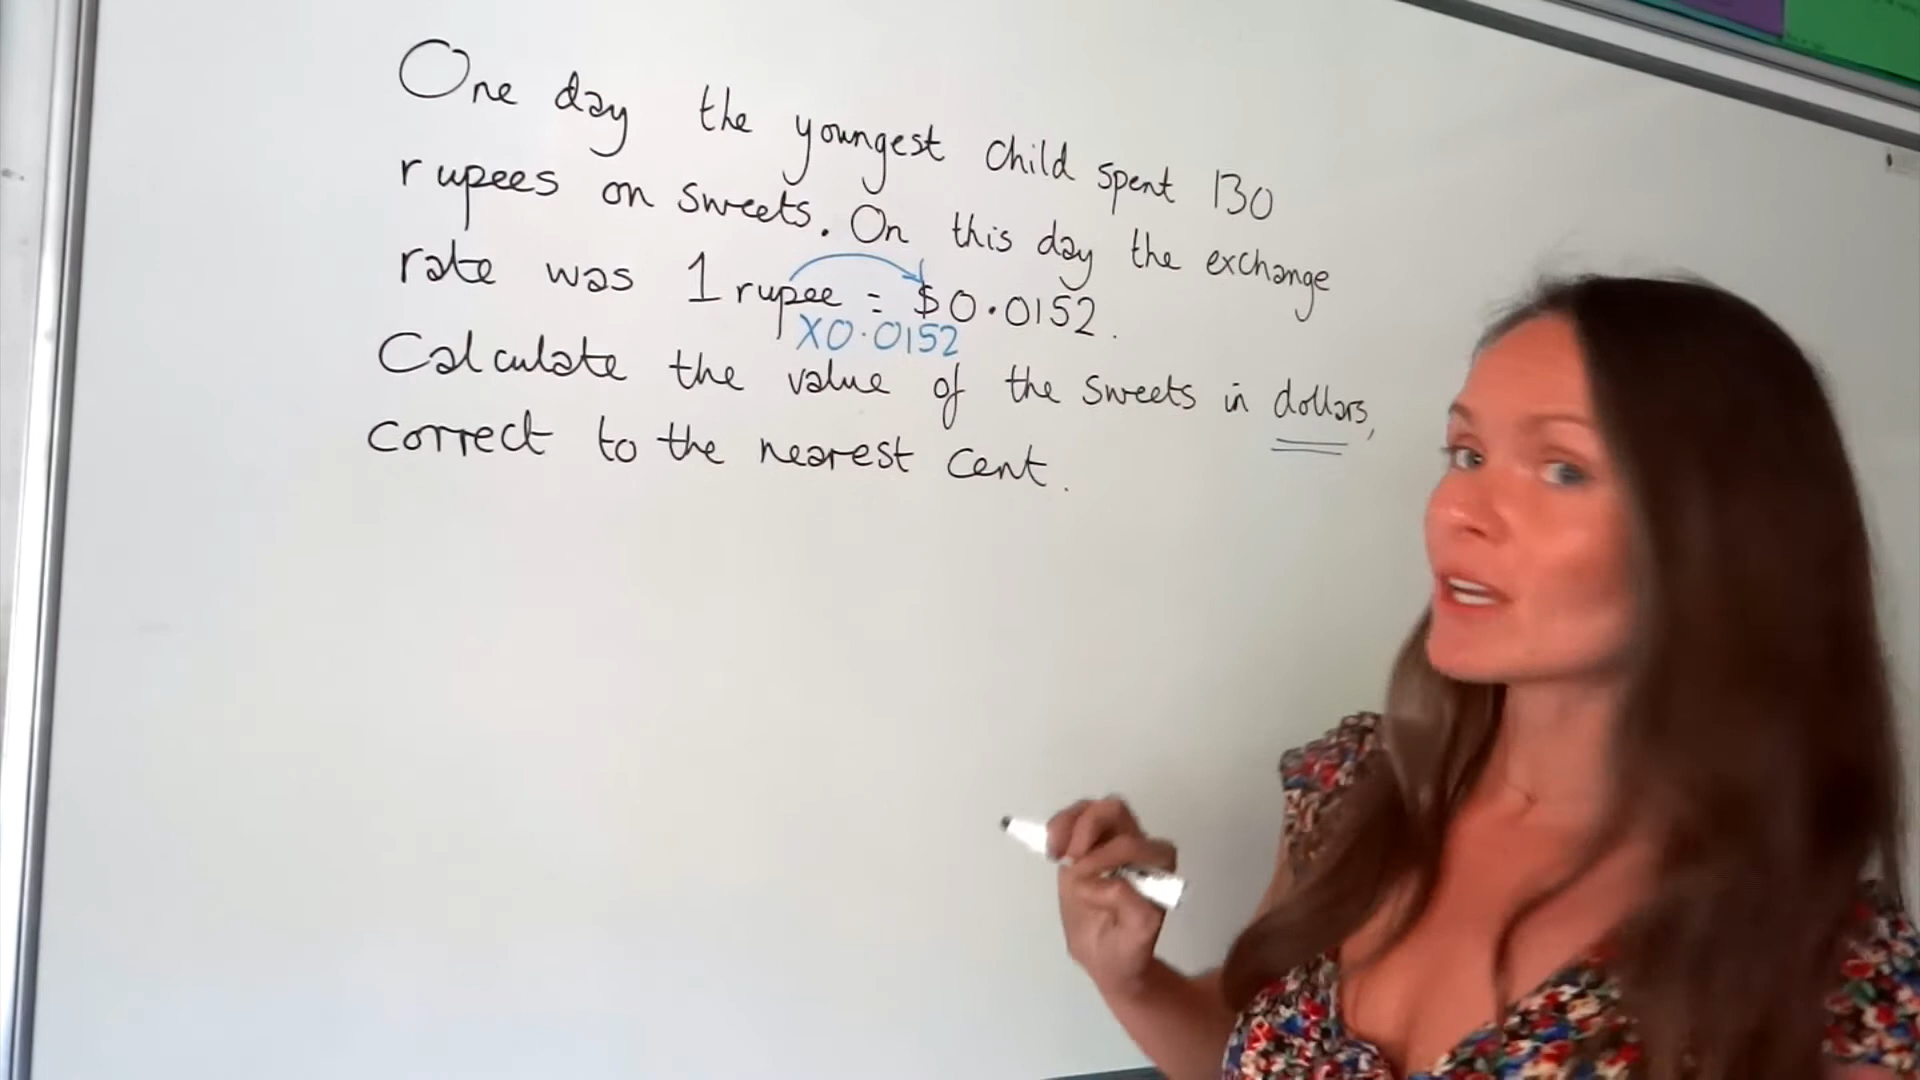 One day the youngest child spent 130
rupees on sweets. On this day the exchange
rate was 1 rupee = $0.0152.
X0.0152
Calculate the value of the sweets in dollars,
correct to the nearest cent.